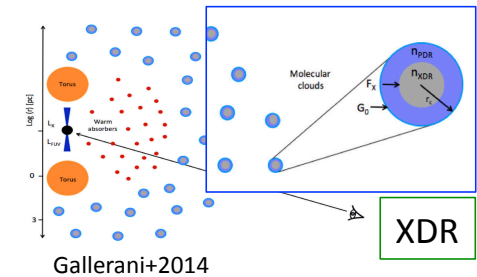 Log (r) [pc]
0
3
Torus
L_X
L_FUV
Torus
Warm
absorbers
Molecular
clouds
n_PDR
n_XDR
F_X
r_c
G_0
XDR
Gallerani+2014